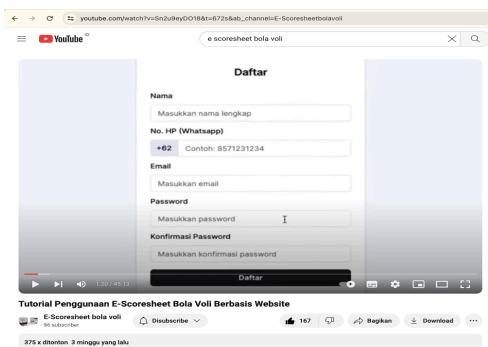 youtube.com/watch?v=Sn2u9eyDO18&t=672s&ab_channel=E-Scoresheetbolavoli
YouTube ID
e scoresheet bola voli
Daftar
Nama
Masukkan nama lengkap
No. HP (Whatsapp)
+62 Contoh: 8571231234
Email
Masukkan email
Password
Masukkan password
Konfirmasi Password
Masukkan konfirmasi password
Daftar
1:20 / 45:13
Tutorial Penggunaan E-Scoresheet Bola Voli Berbasis Website
E-Scoresheet bola voli
96 subscriber
Disubscribe
167
Bagikan
Download
375 x ditonton 3 minggu yang lalu